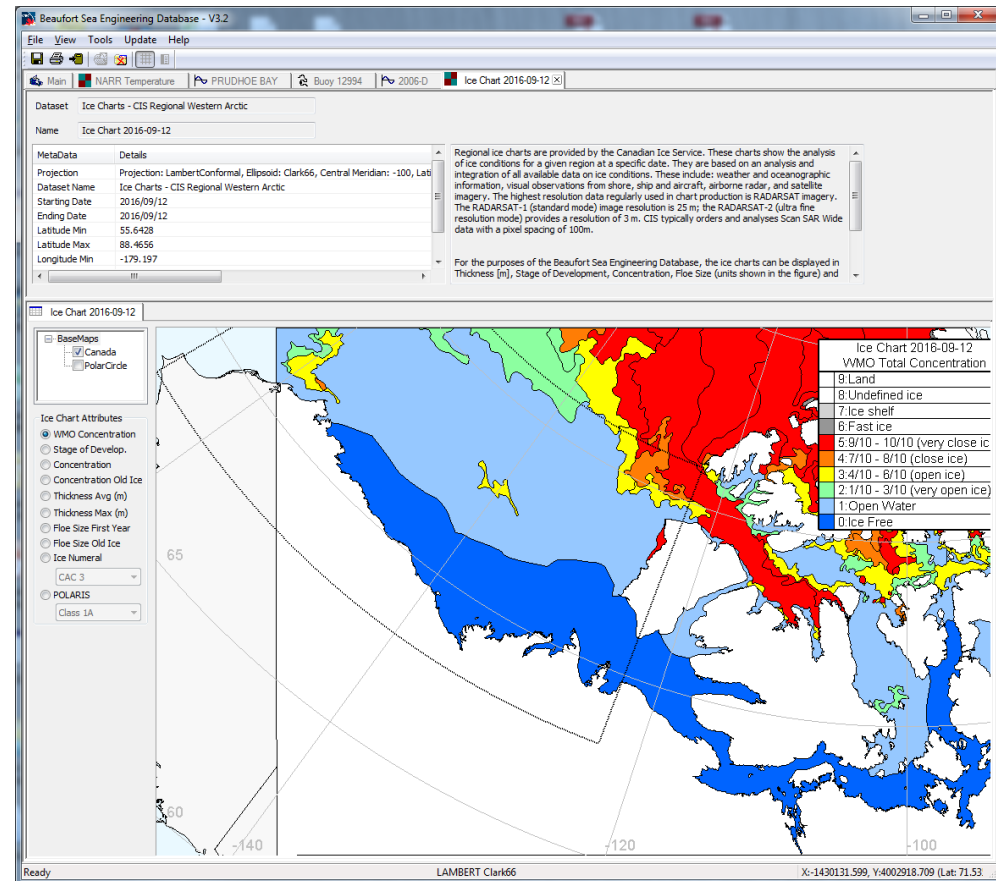 Beaufort Sea Engineering Database - V3.2
File View Tools Update Help
Main NARR Temperature PRUDHOE BAY Buoy 12994 2006-D Ice Chart 2016-09-12
Dataset Ice Charts - CIS Regional Western Arctic
Name Ice Chart 2016-09-12
MetaData Details
Projection Projection: LambertConformal, Ellipsoid: Clark66, Central Meridian: -100, Lati
Dataset Name Ice Charts - CIS Regional Western Arctic
Starting Date 2016/09/12
Ending Date 2016/09/12
Latitude Min 55.6428
Latitude Max 88.4656
Longitude Min -179.197
Regional ice charts are provided by the Canadian Ice Service. These charts show the analysis
of ice conditions for a given region at a specific date. They are based on an analysis and
integration of all available data on ice conditions. These include: weather and oceanographic
information, visual observations from shore, ship and aircraft, airborne radar, and satellite
imagery. The highest resolution data regularly used in chart production is RADARSAT imagery.
The RADARSAT-1 (standard mode) image resolution is 25 m; the RADARSAT-2 (ultra fine
resolution mode) provides a resolution of 3 m. CIS typically orders and analyses Scan SAR Wide
data with a pixel spacing of 100m.
For the purposes of the Beaufort Sea Engineering Database, the ice charts can be displayed in
Thickness [m], Stage of Development, Concentration, Floe Size (units shown in the figure) and
Ice Chart 2016-09-12
BaseMaps
Canada
PolarCircle
Ice Chart Attributes
WMO Concentration
Stage of Develop.
Concentration
Concentration Old Ice
Thickness Avg (m)
Thickness Max (m)
Floe Size First Year
Floe Size Old Ice
Ice Numeral
CAC 3
POLARIS
Class 1A
Ice Chart 2016-09-12
WMO Total Concentration
9:Land
8:Undefined ice
7:Ice shelf
6:Fast ice
5:9/10 - 10/10 (very close ic
4:7/10 - 8/10 (close ice)
3:4/10 - 6/10 (open ice)
2:1/10 - 3/10 (very open ice)
1:Open Water
0:Ice Free
65
60
-140
-120
-100
Ready LAMBERT Clark66 X:-1430131.599, Y:4002918.709 (Lat: 71.53